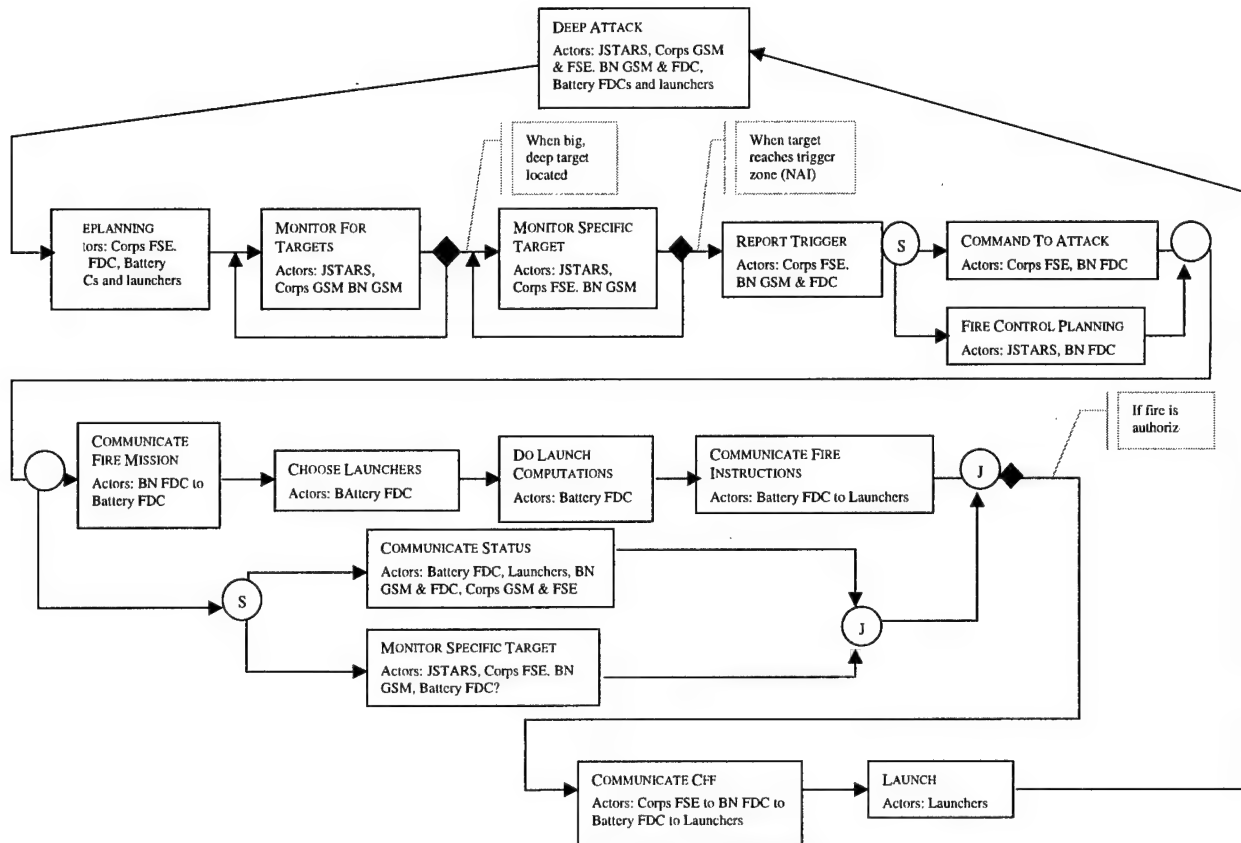 DEEP ATTACK
Actors: JSTARS, Corps GSM
& FSE. BN GSM & FDC,
Battery FDCs and launchers
When big,
deep target
located
When target
reaches trigger
zone (NAI)
EPLANNING
tors: Corps FSE.
FDC, Battery
Cs and launchers
MONITOR FOR
TARGETS
Actors: JSTARS,
Corps GSM BN GSM
MONITOR SPECIFIC
TARGET
Actors: JSTARS,
Corps FSE. BN GSM
REPORT TRIGGER
Actors: Corps FSE.
BN GSM & FDC
S
COMMAND TO ATTACK
Actors: Corps FSE, BN FDC
FIRE CONTROL PLANNING
Actors: JSTARS, BN FDC
If fire is
authoriz
COMMUNICATE
FIRE MISSION
Actors: BN FDC to
Battery FDC
CHOOSE LAUNCHERS
Actors: BAttery FDC
DO LAUNCH
COMPUTATIONS
Actors: Battery FDC
COMMUNICATE FIRE
INSTRUCTIONS
Actors: Battery FDC to Launchers
J
S
COMMUNICATE STATUS
Actors: Battery FDC, Launchers, BN
GSM & FDC, Corps GSM & FSE
MONITOR SPECIFIC TARGET
Actors: JSTARS, Corps FSE. BN
GSM, Battery FDC?
J
COMMUNICATE CFF
Actors: Corps FSE to BN FDC to
Battery FDC to Launchers
LAUNCH
Actors: Launchers